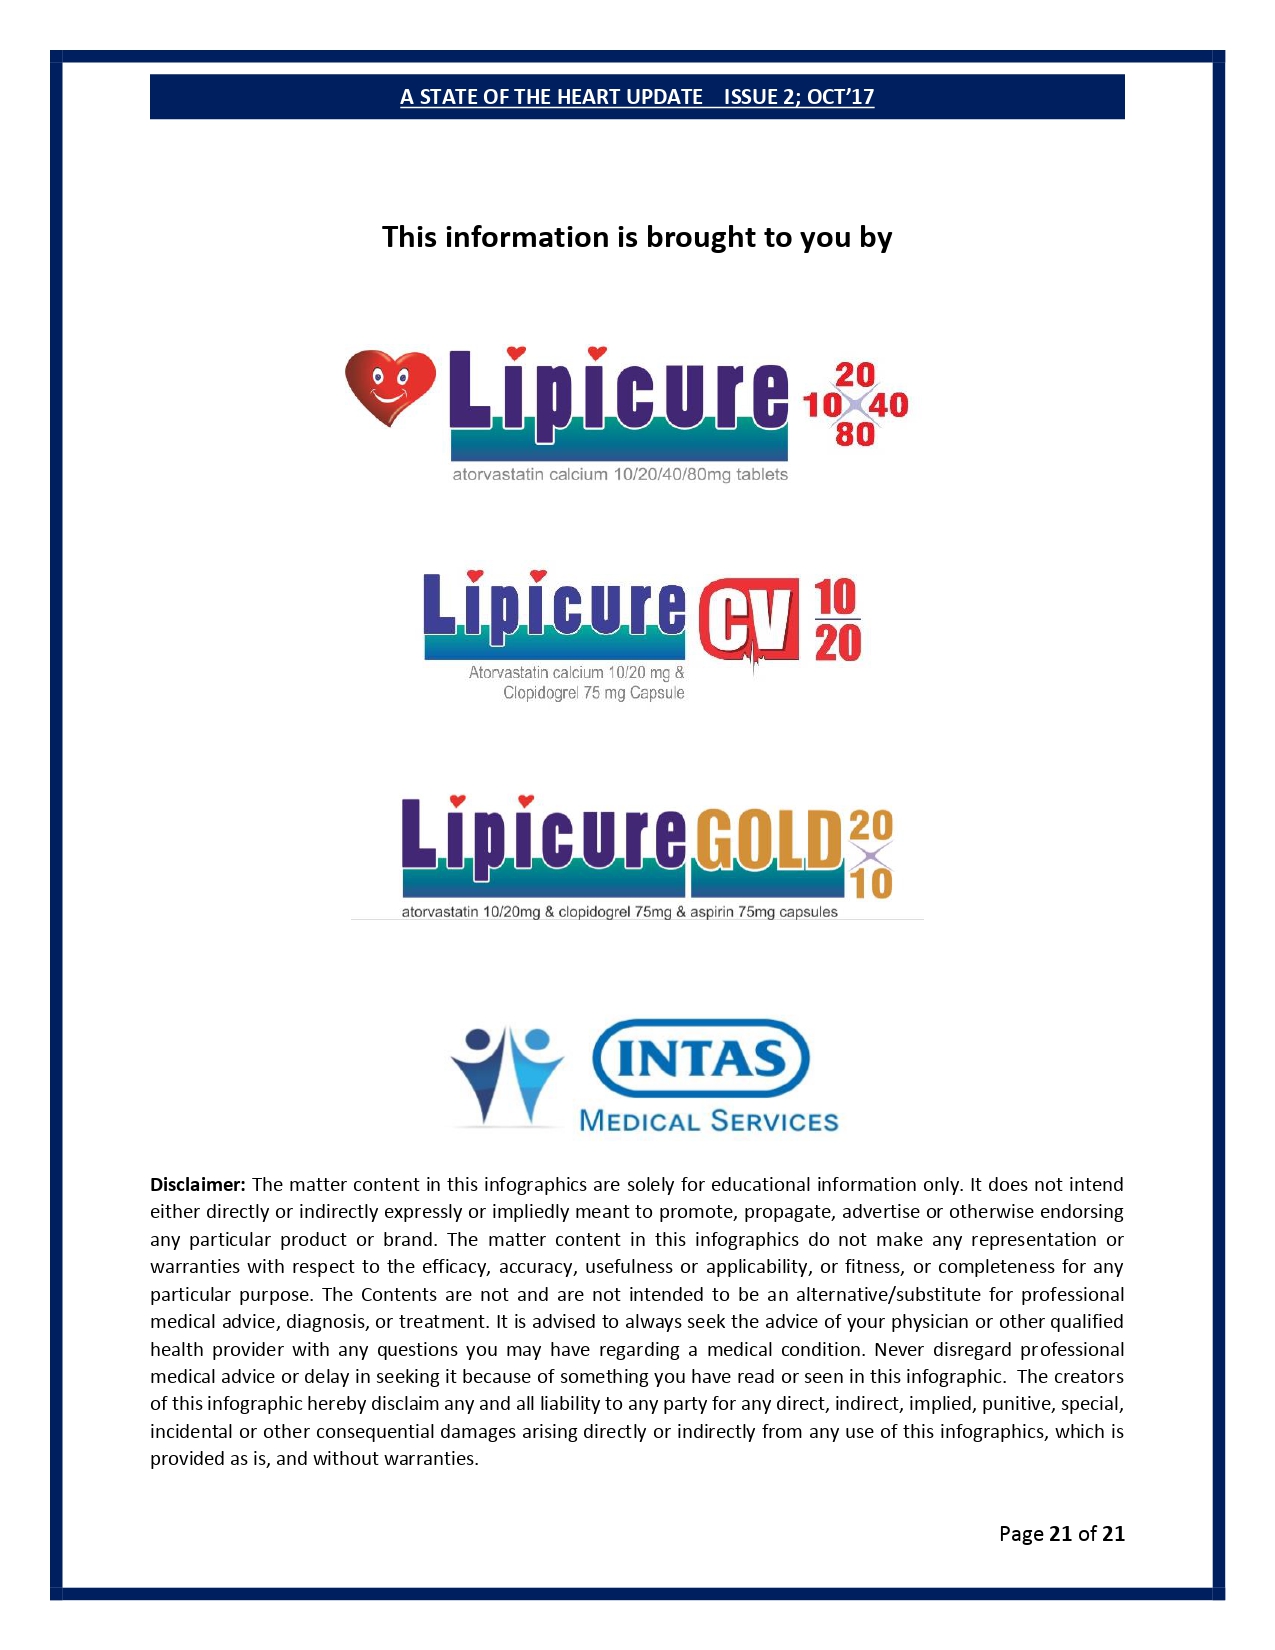 A STATE OF THE HEART UPDATE    ISSUE 2; OCT’17
This information is brought to you by
Lipicure
20
10 40
80
atorvastatin calcium 10/20/40/80mg tablets
Lipicure CV 10
20
Atorvastatin calcium 10/20 mg &
Clopidogrel 75 mg Capsule
Lipicure GOLD 20
10
atorvastatin 10/20mg & clopidogrel 75mg & aspirin 75mg capsules
INTAS
MEDICAL SERVICES
Disclaimer: The matter content in this infographics are solely for educational information only. It does not intend
either directly or indirectly expressly or impliedly meant to promote, propagate, advertise or otherwise endorsing
any particular product or brand. The matter content in this infographics do not make any representation or
warranties with respect to the efficacy, accuracy, usefulness or applicability, or fitness, or completeness for any
particular purpose. The Contents are not and are not intended to be an alternative/substitute for professional
medical advice, diagnosis, or treatment. It is advised to always seek the advice of your physician or other qualified
health provider with any questions you may have regarding a medical condition. Never disregard professional
medical advice or delay in seeking it because of something you have read or seen in this infographic.  The creators
of this infographic hereby disclaim any and all liability to any party for any direct, indirect, implied, punitive, special,
incidental or other consequential damages arising directly or indirectly from any use of this infographics, which is
provided as is, and without warranties.
Page 21 of 21